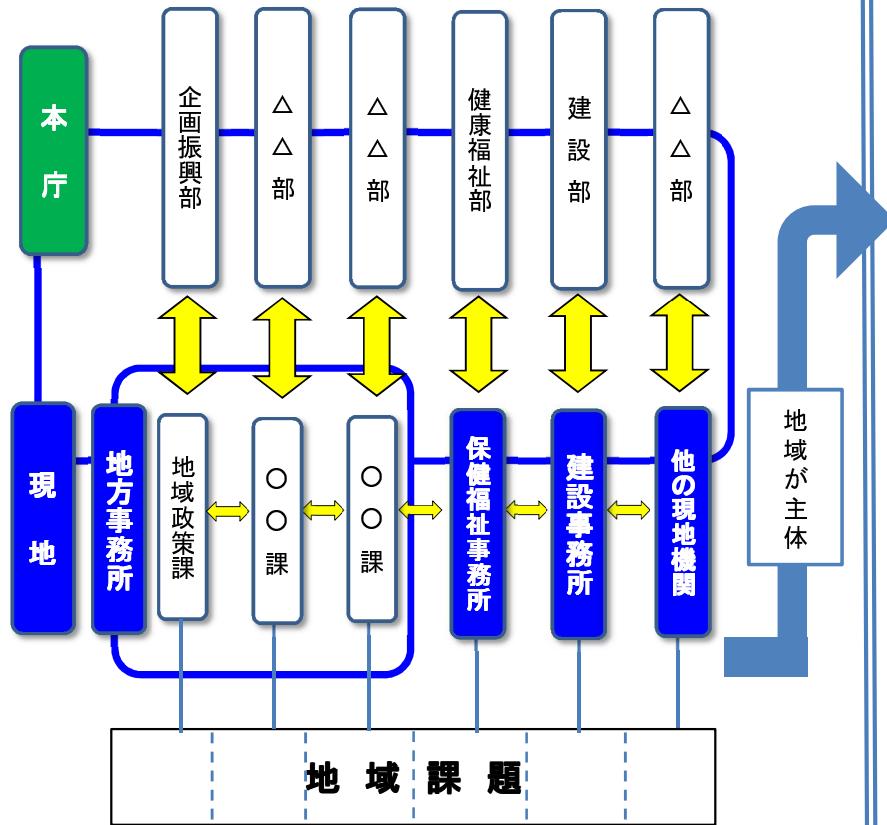 本庁
企画振興部
△△部
△△部
健康福祉部
建設部
△△部
現地
地方事務所
地域政策課
○○課
○○課
保健福祉事務所
建設事務所
他の現地機関
地域が主体
地域課題